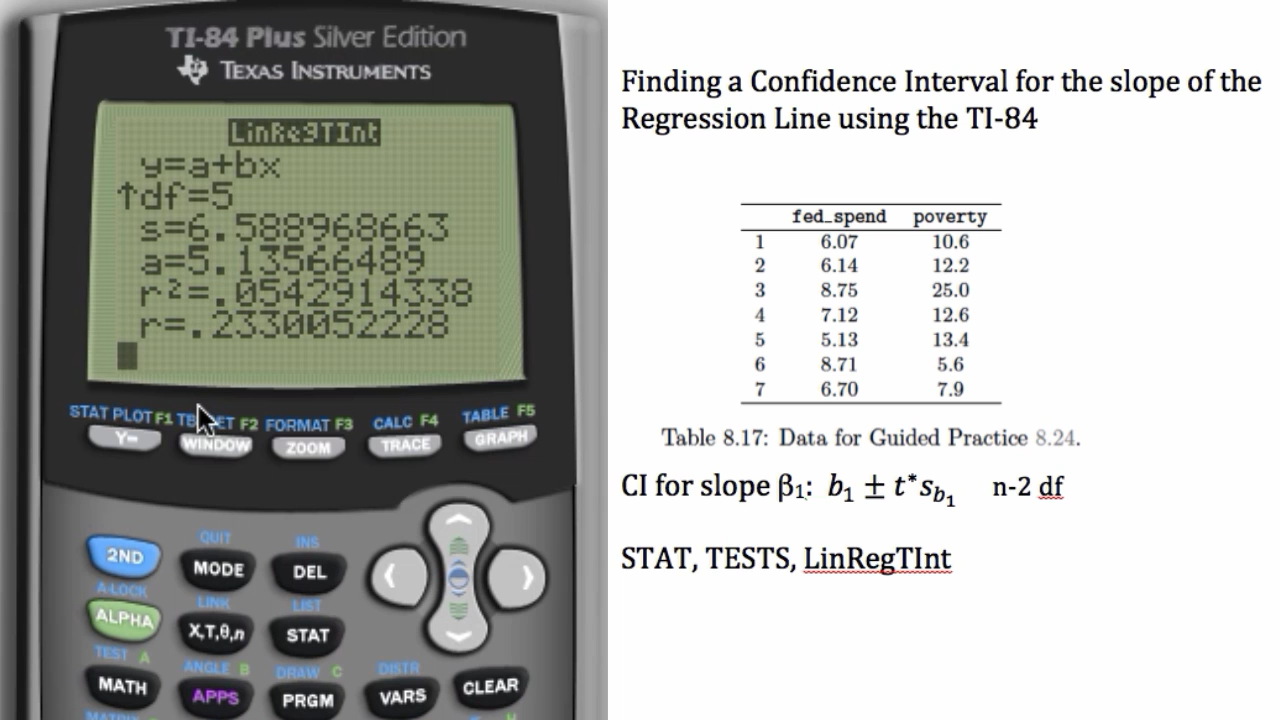 TI-84 Plus Silver Edition
TEXAS INSTRUMENTS
LinRegTInt
y=a+bx
↑df=5
s=6.588968663
a=5.13566489
r²=.0542914338
r=.2330052228
STAT PLOT F1 F2 FORMAT F3 CALC F4 TABLE F5
Y= WINDOW ZOOM TRACE GRAPH
QUIT INS
2ND MODE DEL
A-LOCK LINK LIST
ALPHA X,T,θ,n STAT
TEST A ANGLE B DRAW C DISTR
MATH APPS PRGM VARS CLEAR
Finding a Confidence Interval for the slope of the
Regression Line using the TI-84
fed_spend poverty
1 6.07 10.6
2 6.14 12.2
3 8.75 25.0
4 7.12 12.6
5 5.13 13.4
6 8.71 5.6
7 6.70 7.9
Table 8.17: Data for Guided Practice 8.24.
CI for slope β₁: b₁ ± t*s_b₁ n-2 df
STAT, TESTS, LinRegTInt